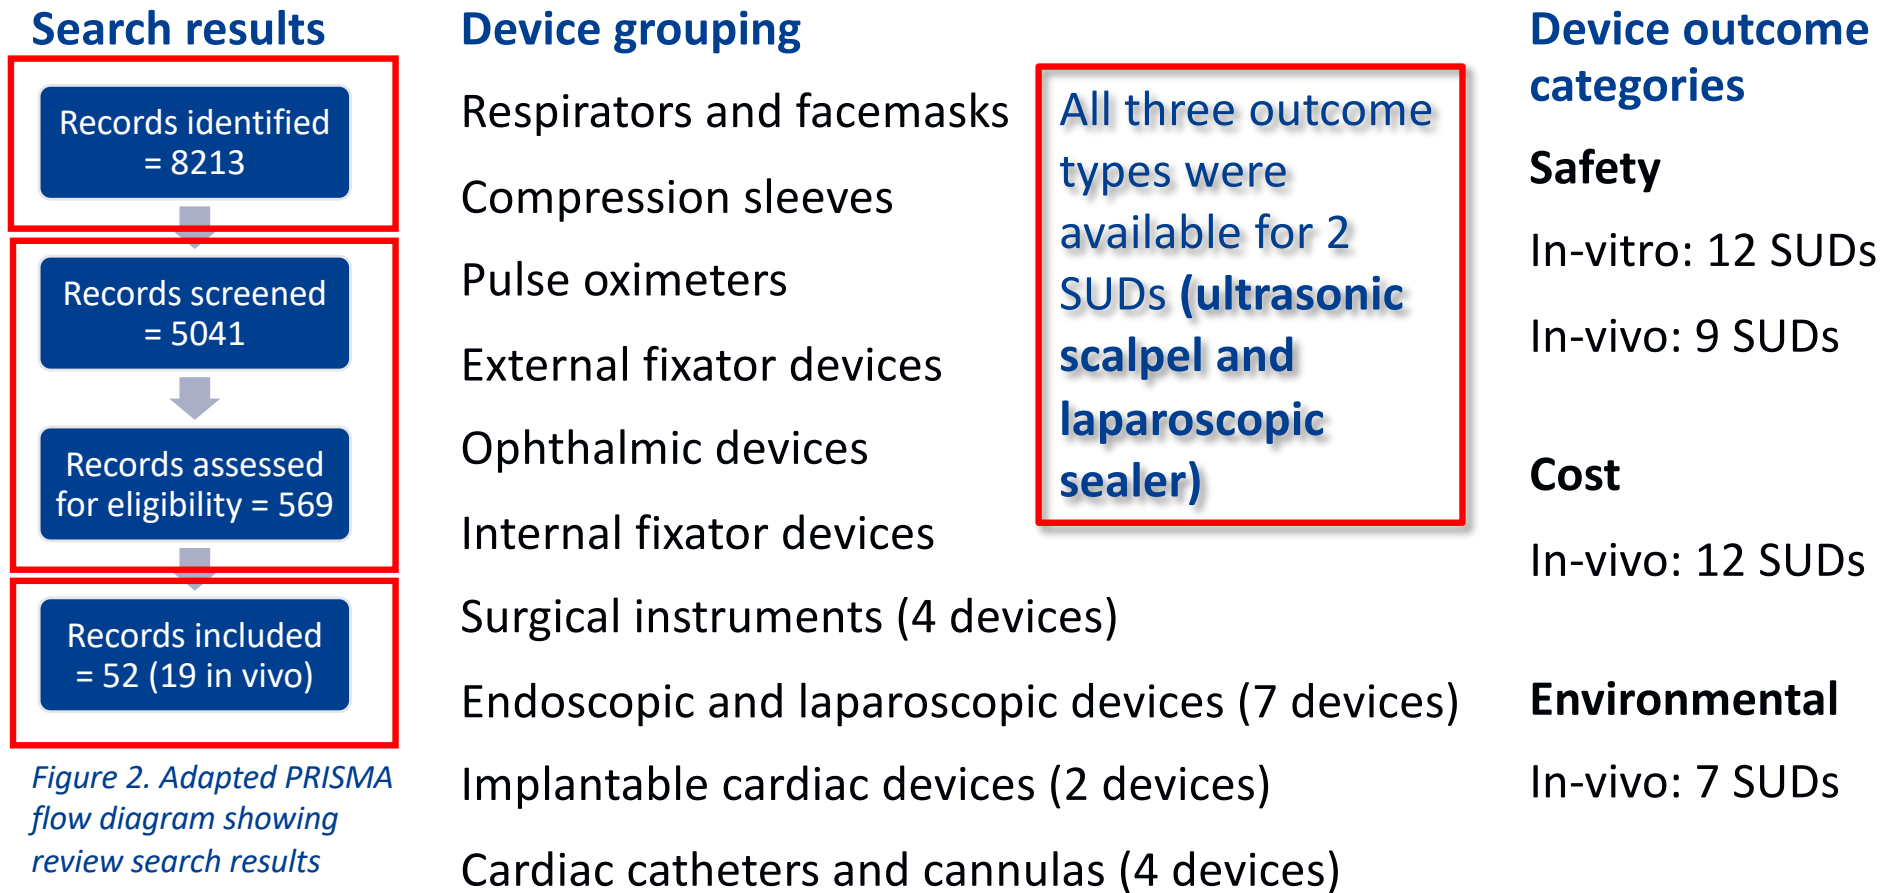 Search results
Records identified
= 8213
Records screened
= 5041
Records assessed
for eligibility = 569
Records included
= 52 (19 in vivo)
Figure 2. Adapted PRISMA
flow diagram showing
review search results
Device grouping
Respirators and facemasks
Compression sleeves
Pulse oximeters
External fixator devices
Ophthalmic devices
Internal fixator devices
Surgical instruments (4 devices)
Endoscopic and laparoscopic devices (7 devices)
Implantable cardiac devices (2 devices)
Cardiac catheters and cannulas (4 devices)
All three outcome
types were
available for 2
SUDs (ultrasonic
scalpel and
laparoscopic
sealer)
Device outcome
categories
Safety
In-vitro: 12 SUDs
In-vivo: 9 SUDs
Cost
In-vivo: 12 SUDs
Environmental
In-vivo: 7 SUDs